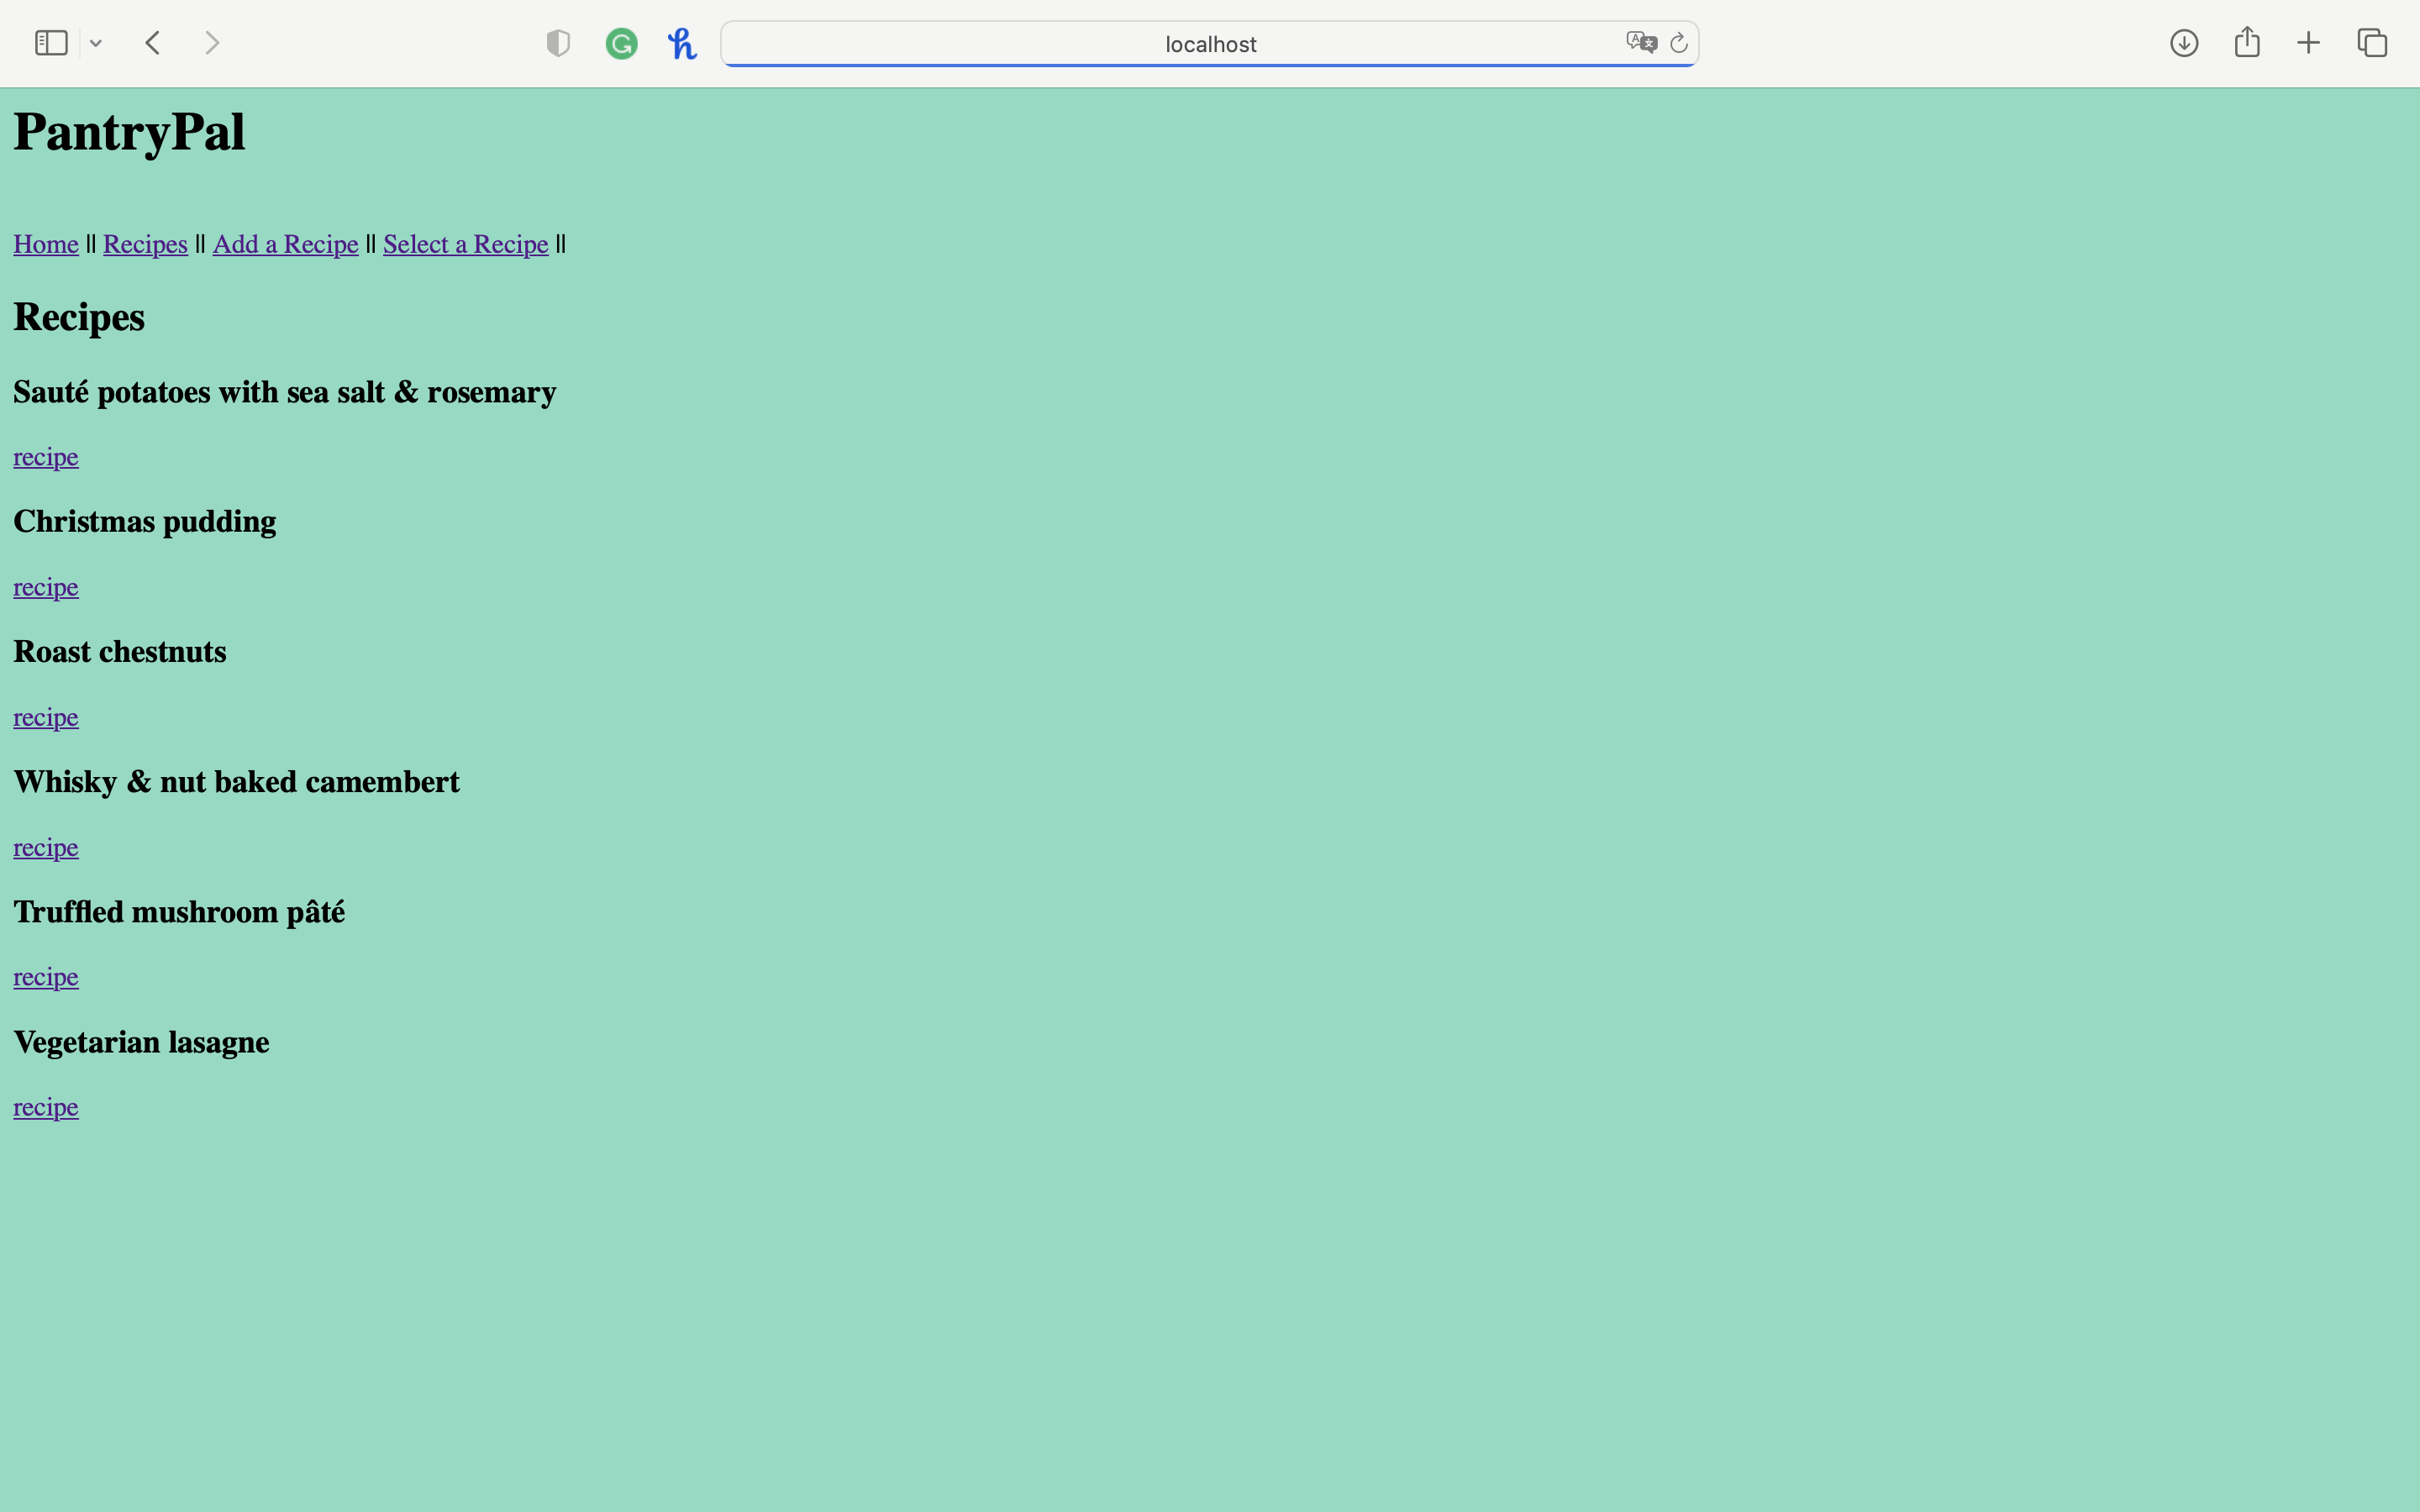 localhost
PantryPal
Home || Recipes || Add a Recipe || Select a Recipe ||
Recipes
Sauté potatoes with sea salt & rosemary
recipe
Christmas pudding
recipe
Roast chestnuts
recipe
Whisky & nut baked camembert
recipe
Truffled mushroom pâté
recipe
Vegetarian lasagne
recipe